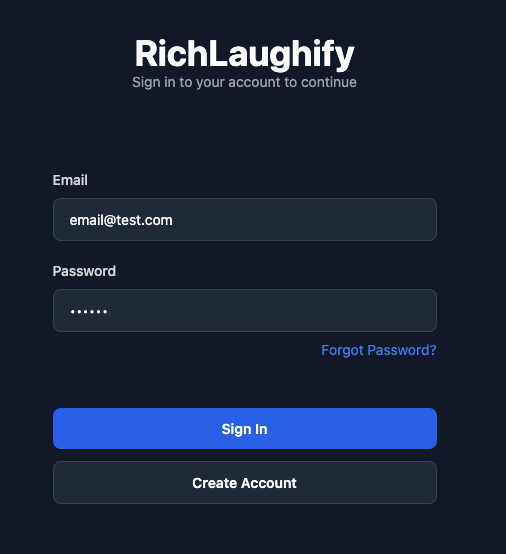 RichLaughify
Sign in to your account to continue
Email
email@test.com
Password
••••••
Forgot Password?
Sign In
Create Account